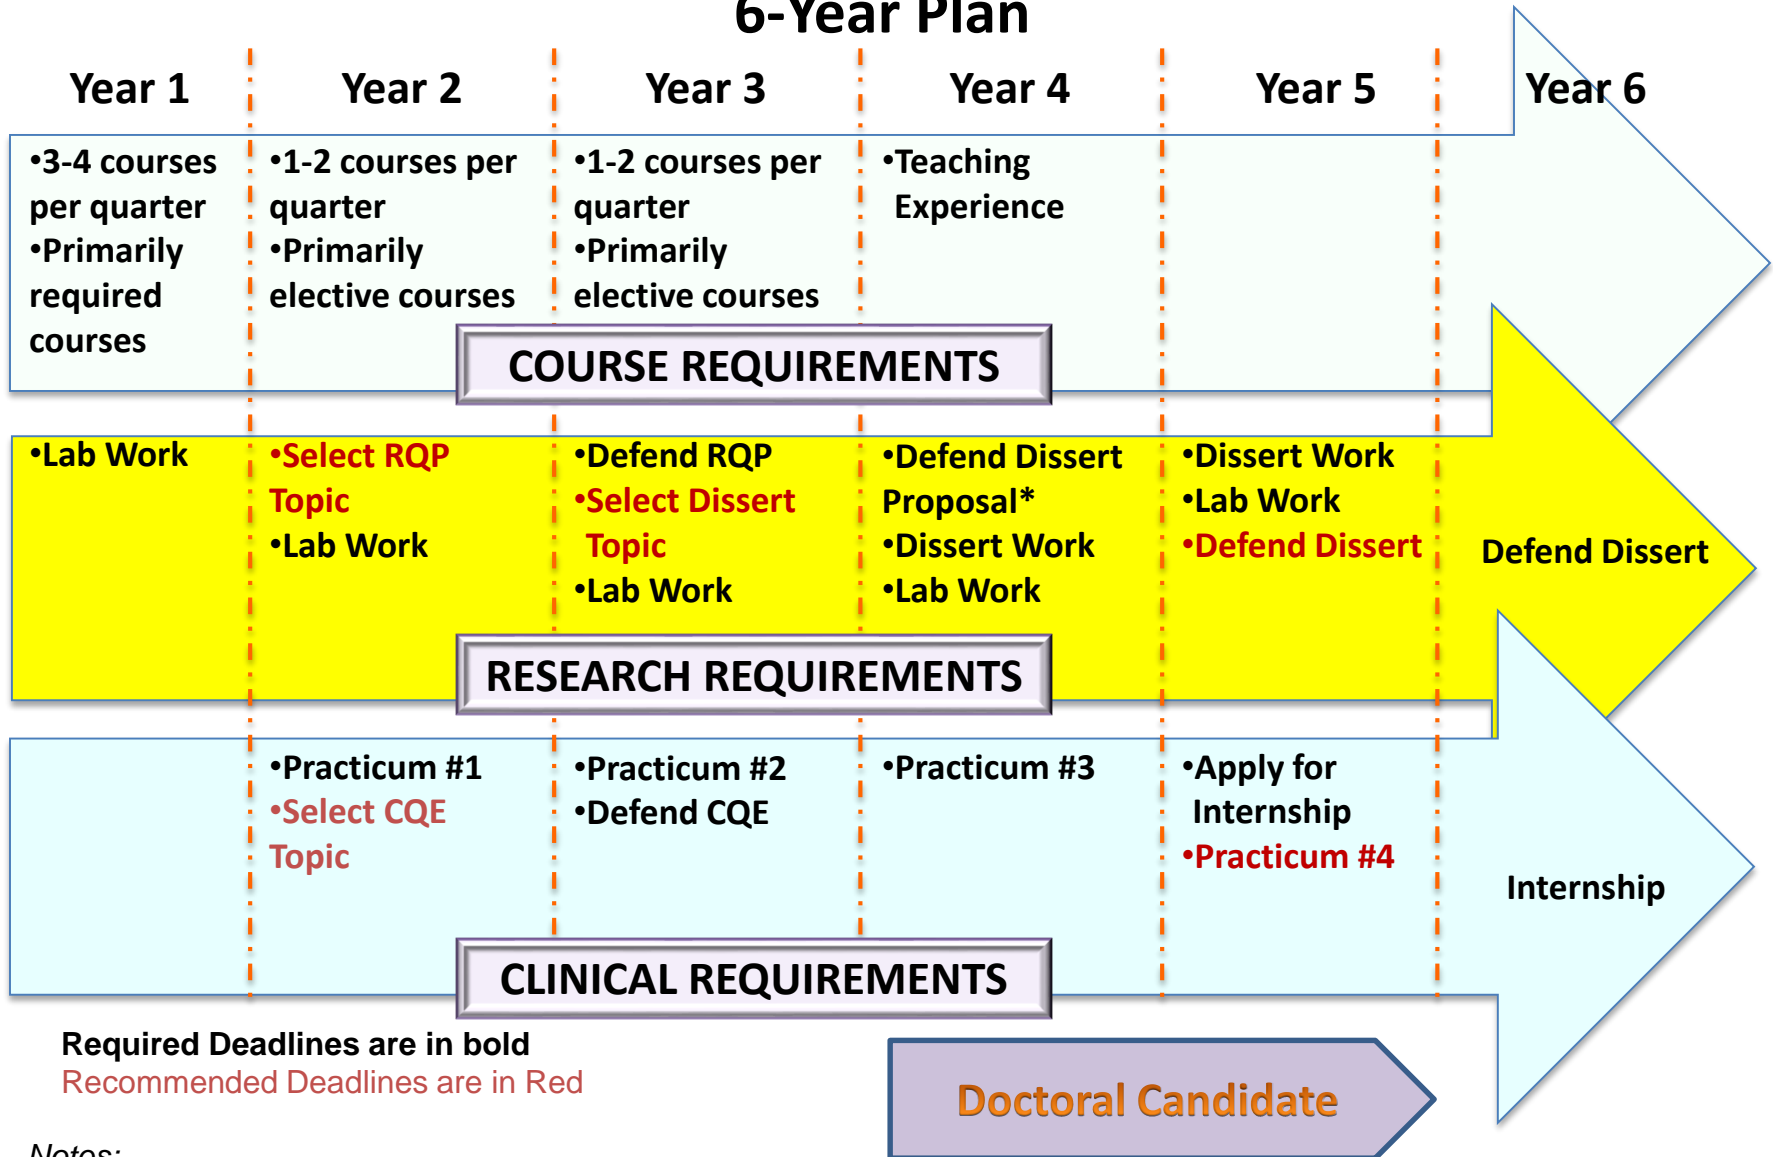 6-Year Plan
Year 1
Year 2
Year 3
Year 4
Year 5
Year 6
•3-4 courses
per quarter
•Primarily
required
courses
•1-2 courses per
quarter
•Primarily
elective courses
•1-2 courses per
quarter
•Primarily
elective courses
•Teaching
Experience
COURSE REQUIREMENTS
•Lab Work
•Select RQP
Topic
•Lab Work
•Defend RQP
•Select Dissert
Topic
•Lab Work
•Defend Dissert
Proposal*
•Dissert Work
•Lab Work
•Dissert Work
•Lab Work
•Defend Dissert
Defend Dissert
RESEARCH REQUIREMENTS
•Practicum #1
•Select CQE
Topic
•Practicum #2
•Defend CQE
•Practicum #3
•Apply for
Internship
•Practicum #4
Internship
CLINICAL REQUIREMENTS
Required Deadlines are in bold
Recommended Deadlines are in Red
Doctoral Candidate
Notes: